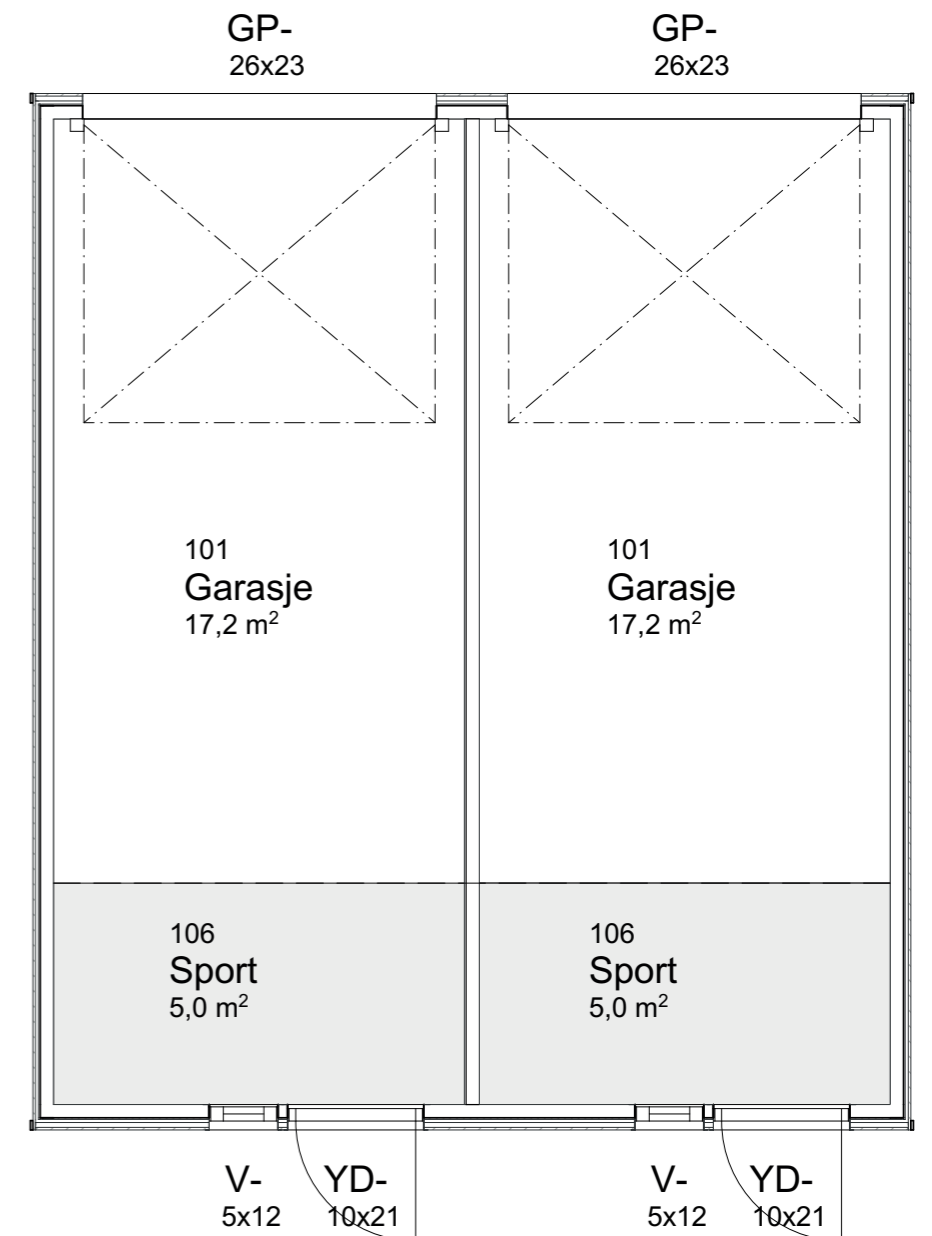 GP-
26x23
GP-
26x23
101
Garasje
17,2 m²
101
Garasje
17,2 m²
106
Sport
5,0 m²
106
Sport
5,0 m²
V-
5x12
YD-
10x21
V-
5x12
YD-
10x21